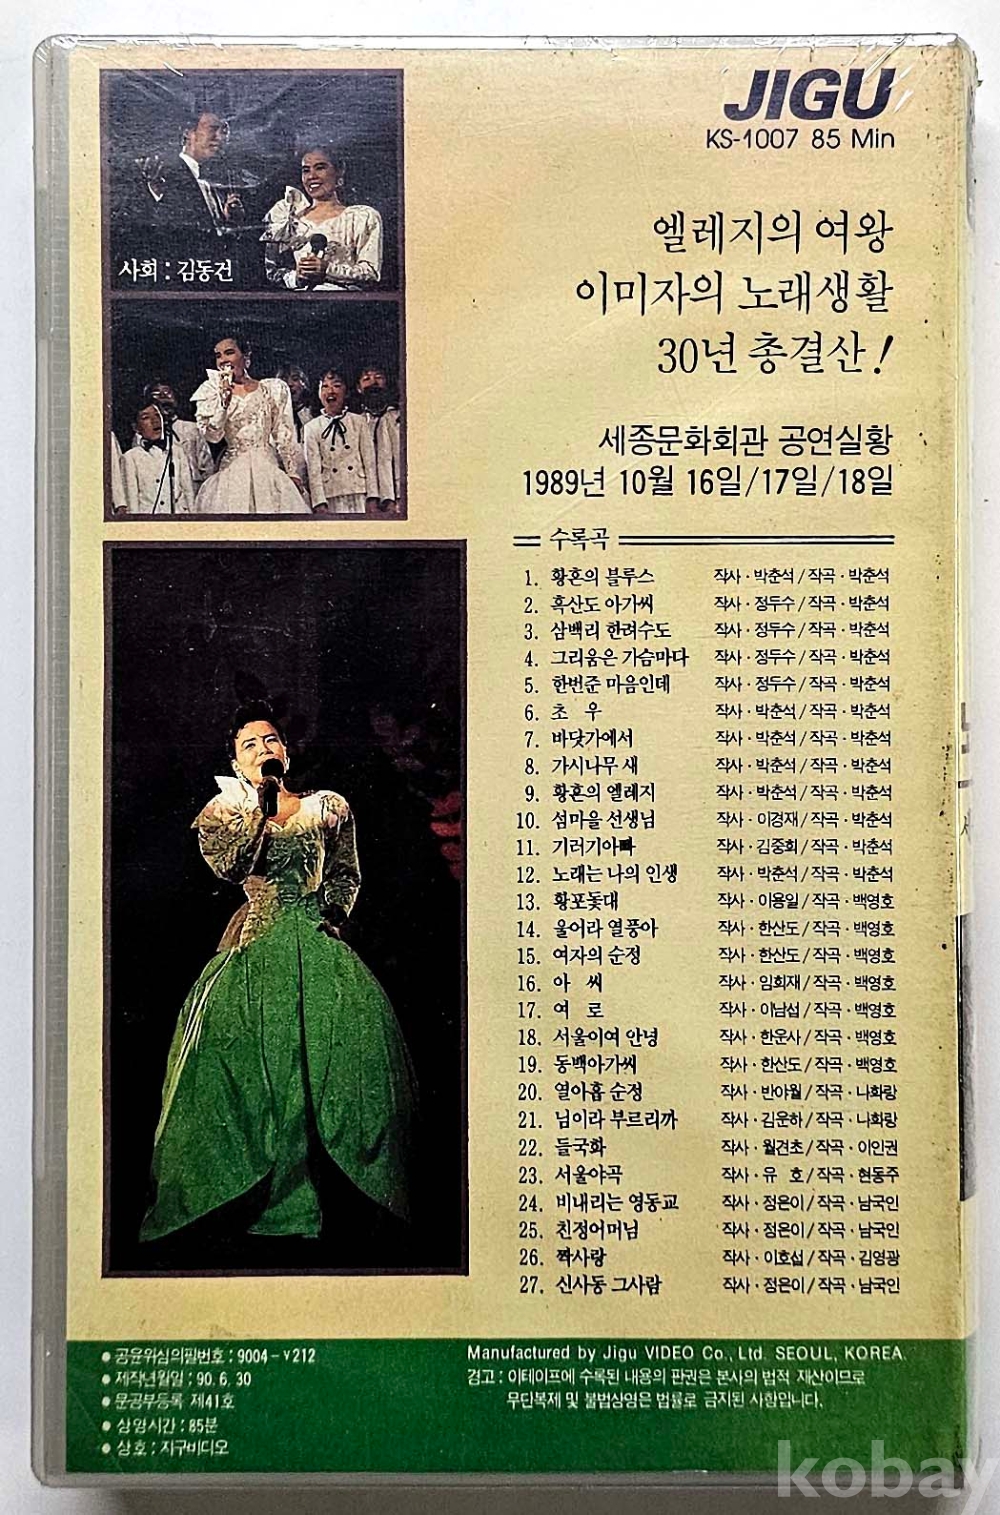 JIGU
KS-1007 85 Min
사회 : 김동건
엘레지의 여왕
이미자의 노래생활
30년 총결산!
세종문화회관 공연실황
1989년 10월 16일/17일/18일
수록곡
1. 황혼의 블루스 작사·박춘석/작곡·박춘석
2. 흑산도 아가씨 작사·정두수/작곡·박춘석
3. 삼백리 한려수도 작사·정두수/작곡·박춘석
4. 그리움은 가슴마다 작사·정두수/작곡·박춘석
5. 한번준 마음인데 작사·정두수/작곡·박춘석
6. 초 우 작사·박춘석/작곡·박춘석
7. 바닷가에서 작사·박춘석/작곡·박춘석
8. 가시나무 새 작사·박춘석/작곡·박춘석
9. 황혼의 엘레지 작사·박춘석/작곡·박춘석
10. 섬마을 선생님 작사·이경재/작곡·박춘석
11. 기러기아빠 작사·김중회/작곡·박춘석
12. 노래는 나의 인생 작사·박춘석/작곡·박춘석
13. 황포돛대 작사·이용일/작곡·백영호
14. 울어라 열풍아 작사·한산도/작곡·백영호
15. 여자의 순정 작사·한산도/작곡·백영호
16. 아 씨 작사·임희재/작곡·백영호
17. 여 로 작사·이남섭/작곡·백영호
18. 서울이여 안녕 작사·한운사/작곡·백영호
19. 동백아가씨 작사·한산도/작곡·백영호
20. 열아홉 순정 작사·반야월/작곡·나화랑
21. 님이라 부르리까 작사·김운하/작곡·나화랑
22. 들국화 작사·월견초/작곡·이인권
23. 서울야곡 작사·유 호/작곡·현동주
24. 비내리는 영동교 작사·정은이/작곡·남국인
25. 친정어머님 작사·정은이/작곡·남국인
26. 짝사랑 작사·이호섭/작곡·김영광
27. 신사동 그사람 작사·정은이/작곡·남국인
● 공윤위심의필번호 : 9004-V212
● 제작년월일 : 90. 6. 30
● 문공부등록 제41호
● 상영시간 : 85분
● 상호 : 지구비디오
Manufactured by Jigu VIDEO Co., Ltd. SEOUL, KOREA.
경고 : 이테이프에 수록된 내용의 판권은 본사의 법적 재산이므로
무단복제 및 불법상영은 법률로 금지된 사항입니다.
kobay